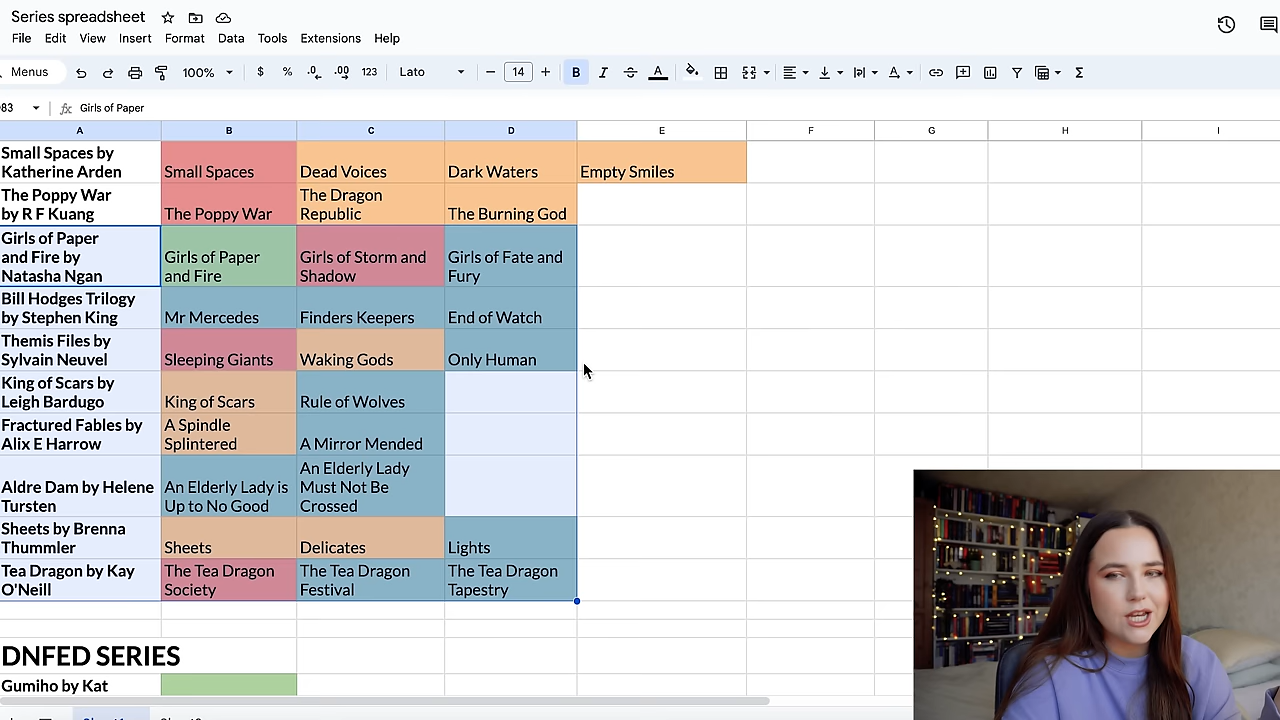 Series spreadsheet
File Edit View Insert Format Data Tools Extensions Help
Menus 100% $ % .0 .00 123 Lato 14 B I A A Σ
83 fx Girls of Paper
A B C D E F G H I
Small Spaces by
Katherine Arden
Small Spaces
Dead Voices
Dark Waters
Empty Smiles
The Poppy War
by R F Kuang
The Poppy War
The Dragon
Republic
The Burning God
Girls of Paper
and Fire by
Natasha Ngan
Girls of Paper
and Fire
Girls of Storm and
Shadow
Girls of Fate and
Fury
Bill Hodges Trilogy
by Stephen King
Mr Mercedes
Finders Keepers
End of Watch
Themis Files by
Sylvain Neuvel
Sleeping Giants
Waking Gods
Only Human
King of Scars by
Leigh Bardugo
King of Scars
Rule of Wolves
Fractured Fables by
Alix E Harrow
A Spindle
Splintered
A Mirror Mended
Aldre Dam by Helene
Tursten
An Elderly Lady is
Up to No Good
An Elderly Lady
Must Not Be
Crossed
Sheets by Brenna
Thummler
Sheets
Delicates
Lights
Tea Dragon by Kay
O'Neill
The Tea Dragon
Society
The Tea Dragon
Festival
The Tea Dragon
Tapestry
DNFED SERIES
Gumiho by Kat